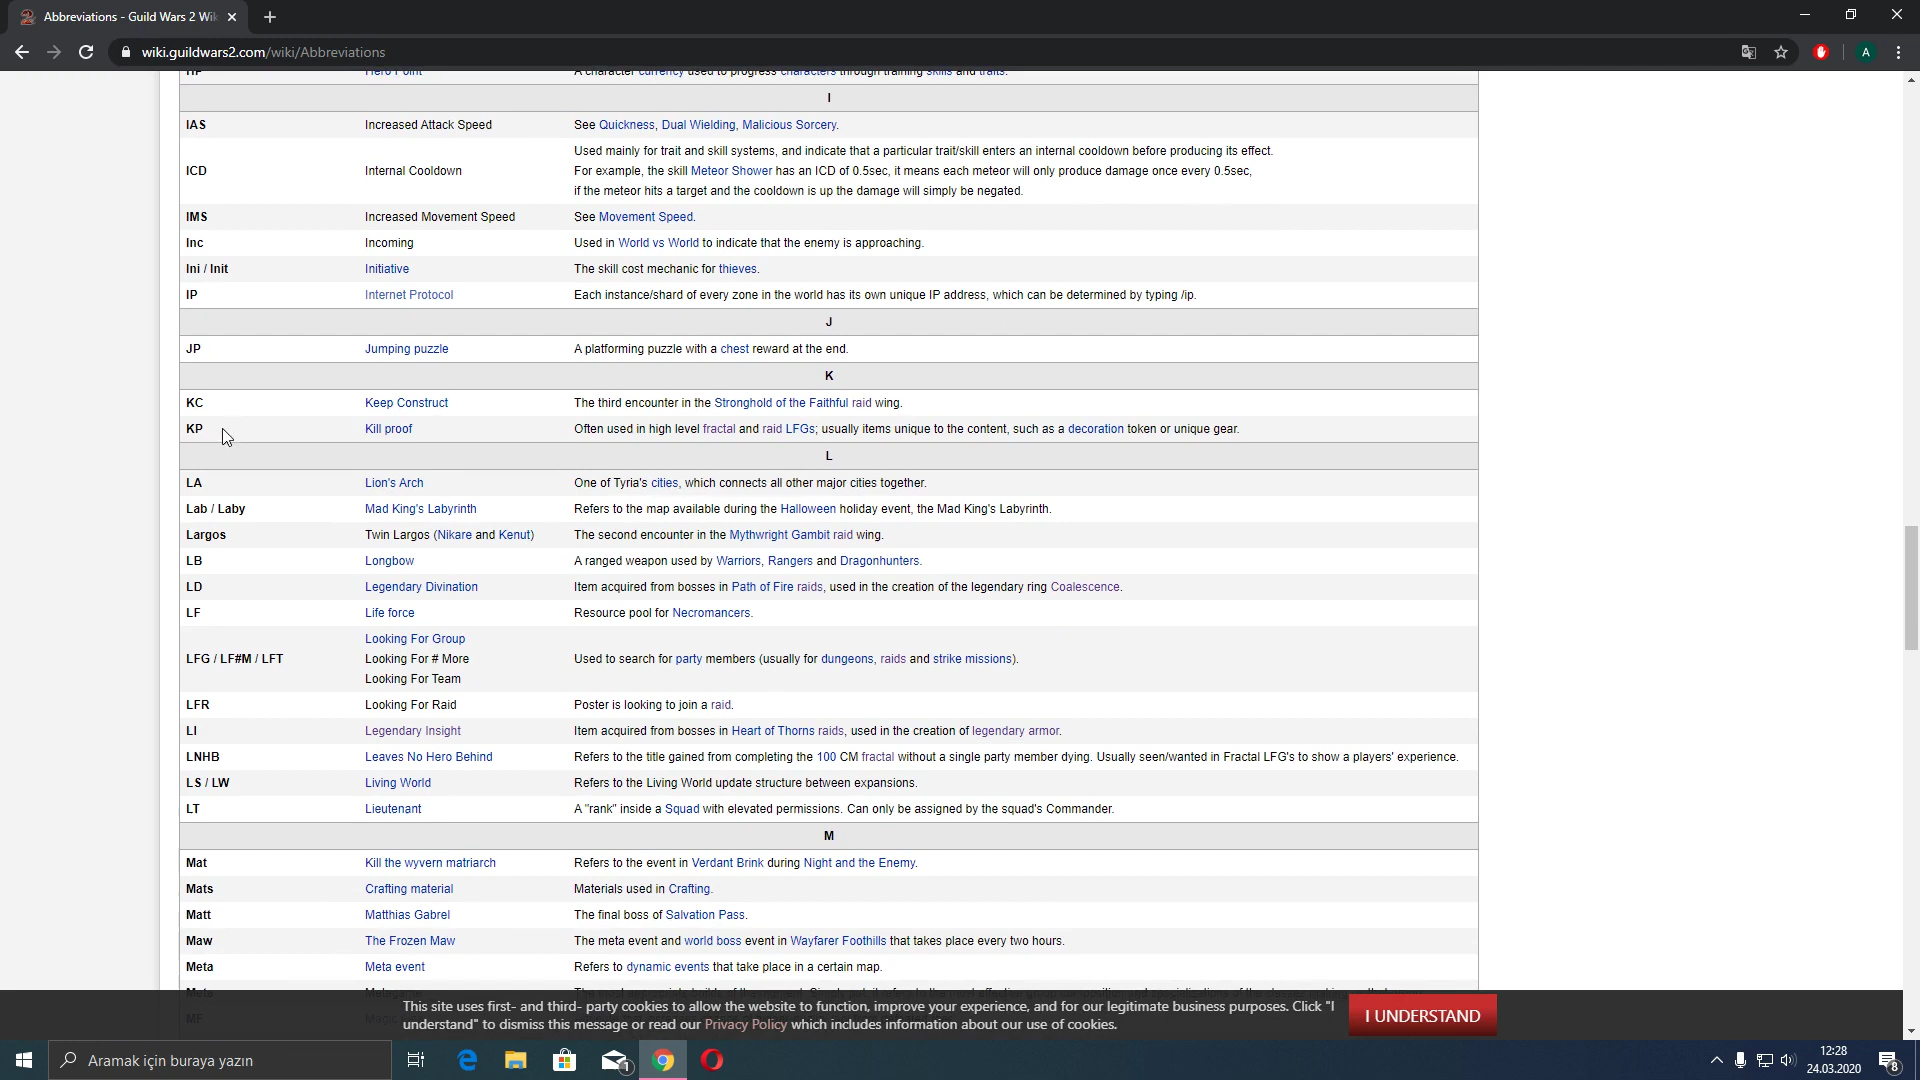 Abbreviations - Guild Wars 2 Wik
wiki.guildwars2.com/wiki/Abbreviations
A
HP Hero Point A character currency used to progress characters through training skills and traits.
I
IAS Increased Attack Speed See Quickness, Dual Wielding, Malicious Sorcery.
ICD Internal Cooldown Used mainly for trait and skill systems, and indicate that a particular trait/skill enters an internal cooldown before producing its effect.
For example, the skill Meteor Shower has an ICD of 0.5sec, it means each meteor will only produce damage once every 0.5sec,
if the meteor hits a target and the cooldown is up the damage will simply be negated.
IMS Increased Movement Speed See Movement Speed.
Inc Incoming Used in World vs World to indicate that the enemy is approaching.
Ini / Init Initiative The skill cost mechanic for thieves.
IP Internet Protocol Each instance/shard of every zone in the world has its own unique IP address, which can be determined by typing /ip.
J
JP Jumping puzzle A platforming puzzle with a chest reward at the end.
K
KC Keep Construct The third encounter in the Stronghold of the Faithful raid wing.
KP Kill proof Often used in high level fractal and raid LFGs; usually items unique to the content, such as a decoration token or unique gear.
L
LA Lion's Arch One of Tyria's cities, which connects all other major cities together.
Lab / Laby Mad King's Labyrinth Refers to the map available during the Halloween holiday event, the Mad King's Labyrinth.
Largos Twin Largos (Nikare and Kenut) The second encounter in the Mythwright Gambit raid wing.
LB Longbow A ranged weapon used by Warriors, Rangers and Dragonhunters.
LD Legendary Divination Item acquired from bosses in Path of Fire raids, used in the creation of the legendary ring Coalescence.
LF Life force Resource pool for Necromancers.
LFG / LF#M / LFT Looking For Group
Looking For # More Used to search for party members (usually for dungeons, raids and strike missions).
Looking For Team
LFR Looking For Raid Poster is looking to join a raid.
LI Legendary Insight Item acquired from bosses in Heart of Thorns raids, used in the creation of legendary armor.
LNHB Leaves No Hero Behind Refers to the title gained from completing the 100 CM fractal without a single party member dying. Usually seen/wanted in Fractal LFG's to show a players' experience.
LS / LW Living World Refers to the Living World update structure between expansions.
LT Lieutenant A "rank" inside a Squad with elevated permissions. Can only be assigned by the squad's Commander.
M
Mat Kill the wyvern matriarch Refers to the event in Verdant Brink during Night and the Enemy.
Mats Crafting material Materials used in Crafting.
Matt Matthias Gabrel The final boss of Salvation Pass.
Maw The Frozen Maw The meta event and world boss event in Wayfarer Foothills that takes place every two hours.
Meta Meta event Refers to dynamic events that take place in a certain map.
Meta
MF
This site uses first- and third- party cookies to allow the website to function, improve your experience, and for our legitimate business purposes. Click "I
understand" to dismiss this message or read our Privacy Policy which includes information about our use of cookies.
I UNDERSTAND
Aramak için buraya yazın
1
12:28
24.03.2020
8